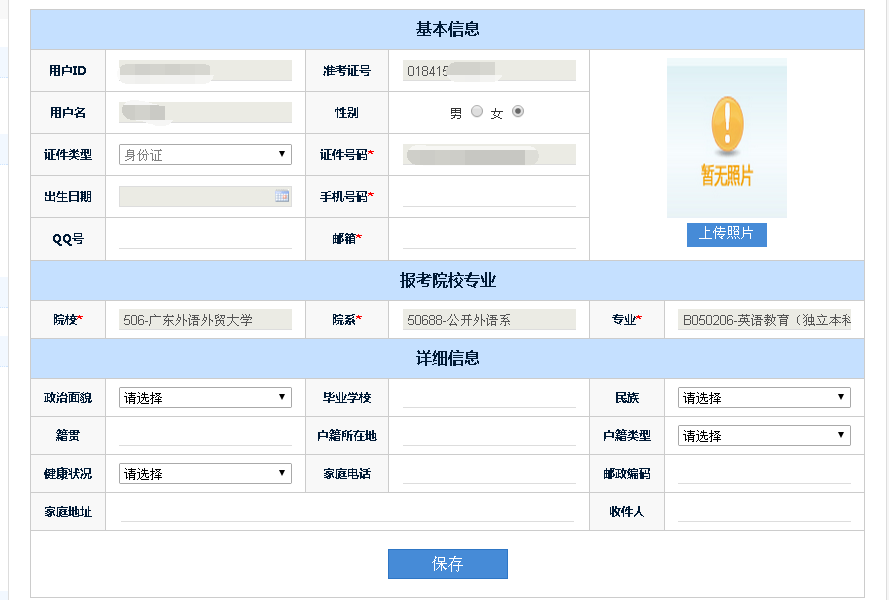 基本信息
用户ID 准考证号 018415
用户名 性别 男 女
证件类型 身份证 证件号码*
暂无照片
出生日期 手机号码*
上传照片
QQ号 邮箱*
报考院校专业
院校* 506-广东外语外贸大学 院系* 50688-公开外语系 专业* B050206-英语教育（独立本科
详细信息
政治面貌 请选择 毕业学校 民族 请选择
籍贯 户籍所在地 户籍类型 请选择
健康状况 请选择 家庭电话 邮政编码
家庭地址 收件人
保存